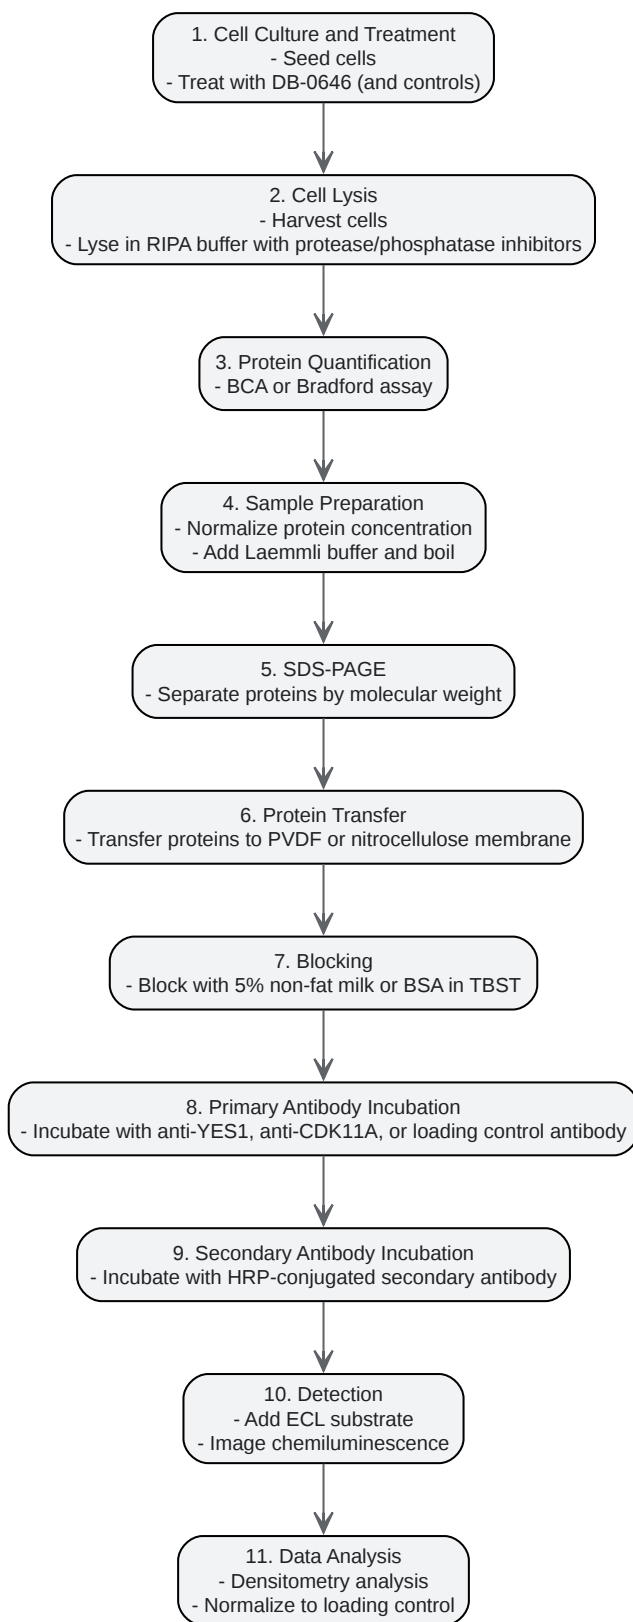 1. Cell Culture and Treatment
- Seed cells
- Treat with DB-0646 (and controls)
2. Cell Lysis
- Harvest cells
- Lyse in RIPA buffer with protease/phosphatase inhibitors
3. Protein Quantification
- BCA or Bradford assay
4. Sample Preparation
- Normalize protein concentration
- Add Laemmli buffer and boil
5. SDS-PAGE
- Separate proteins by molecular weight
6. Protein Transfer
- Transfer proteins to PVDF or nitrocellulose membrane
7. Blocking
- Block with 5% non-fat milk or BSA in TBST
8. Primary Antibody Incubation
- Incubate with anti-YES1, anti-CDK11A, or loading control antibody
9. Secondary Antibody Incubation
- Incubate with HRP-conjugated secondary antibody
10. Detection
- Add ECL substrate
- Image chemiluminescence
11. Data Analysis
- Densitometry analysis
- Normalize to loading control